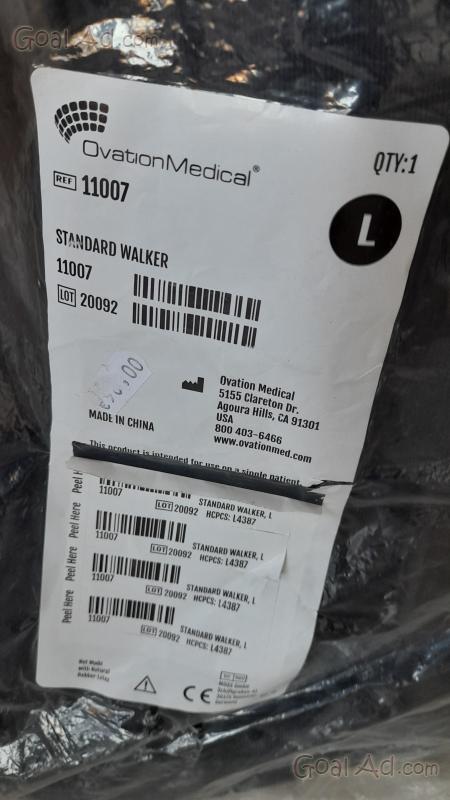 Goal Ad.com
OvationMedical®
QTY:1
REF 11007
L
STANDARD WALKER
11007
LOT 20092
Ovation Medical
5155 Clareton Dr.
Agoura Hills, CA 91301
USA
800 403-6466
www.ovationmed.com
MADE IN CHINA
This product is intended for use on a single patient
Peel Here
11007
LOT 20092
STANDARD WALKER, L
HCPCS: L4387
Peel Here
11007
LOT 20092
STANDARD WALKER, L
HCPCS: L4387
Peel Here
11007
LOT 20092
STANDARD WALKER, L
HCPCS: L4387
Peel Here
11007
LOT 20092
STANDARD WALKER, L
HCPCS: L4387
Not Made
with Natural
Rubber Latex
CE
Goal Ad.com